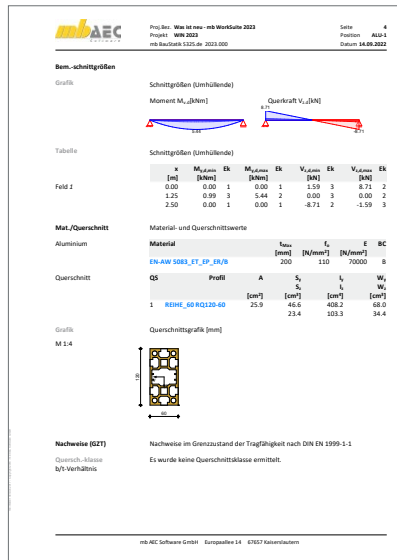 mb AEC
Software
Proj.Bez. Was ist neu - mb WorkSuite 2023 Seite 4
Projekt WIN 2023 Position ALU-1
mb BauStatik S325.de 2023.000 Datum 14.09.2022
Bem.-schnittgrößen
Grafik Schnittgrößen (Umhüllende)
Moment My,d[kNm] Querkraft Vz,d[kN]
8.71
5.44
-8.71
Tabelle Schnittgrößen (Umhüllende)
x My,d,min Ek My,d,max Ek Vz,d,min Ek Vz,d,max Ek
[m] [kNm] [kNm] [kN] [kN]
Feld 1 0.00 0.00 1 0.00 1 1.59 3 8.71 2
1.25 0.99 3 5.44 2 0.00 3 0.00 2
2.50 0.00 1 0.00 1 -8.71 2 -1.59 3
Mat./Querschnitt Material- und Querschnittswerte
Aluminium Material tMax fo E BC
[mm] [N/mm²] [N/mm²]
EN-AW 5083_ET_EP_ER/B 200 110 70000 B
Querschnitt QS Profil A Sy Iy Wy
Sz Iz Wz
[cm²] [cm³] [cm⁴] [cm³]
1 REIHE_60 RQ120-60 25.9 46.6 408.2 68.0
23.4 103.3 34.4
Grafik Querschnittsgrafik [mm]
M 1:4
120
60
Nachweise (GZT) Nachweise im Grenzzustand der Tragfähigkeit nach DIN EN 1999-1-1
Quersch.-klasse Es wurde keine Querschnittsklasse ermittelt.
b/t-Verhältnis
mb AEC Software GmbH Europaallee 14 67657 Kaiserslautern